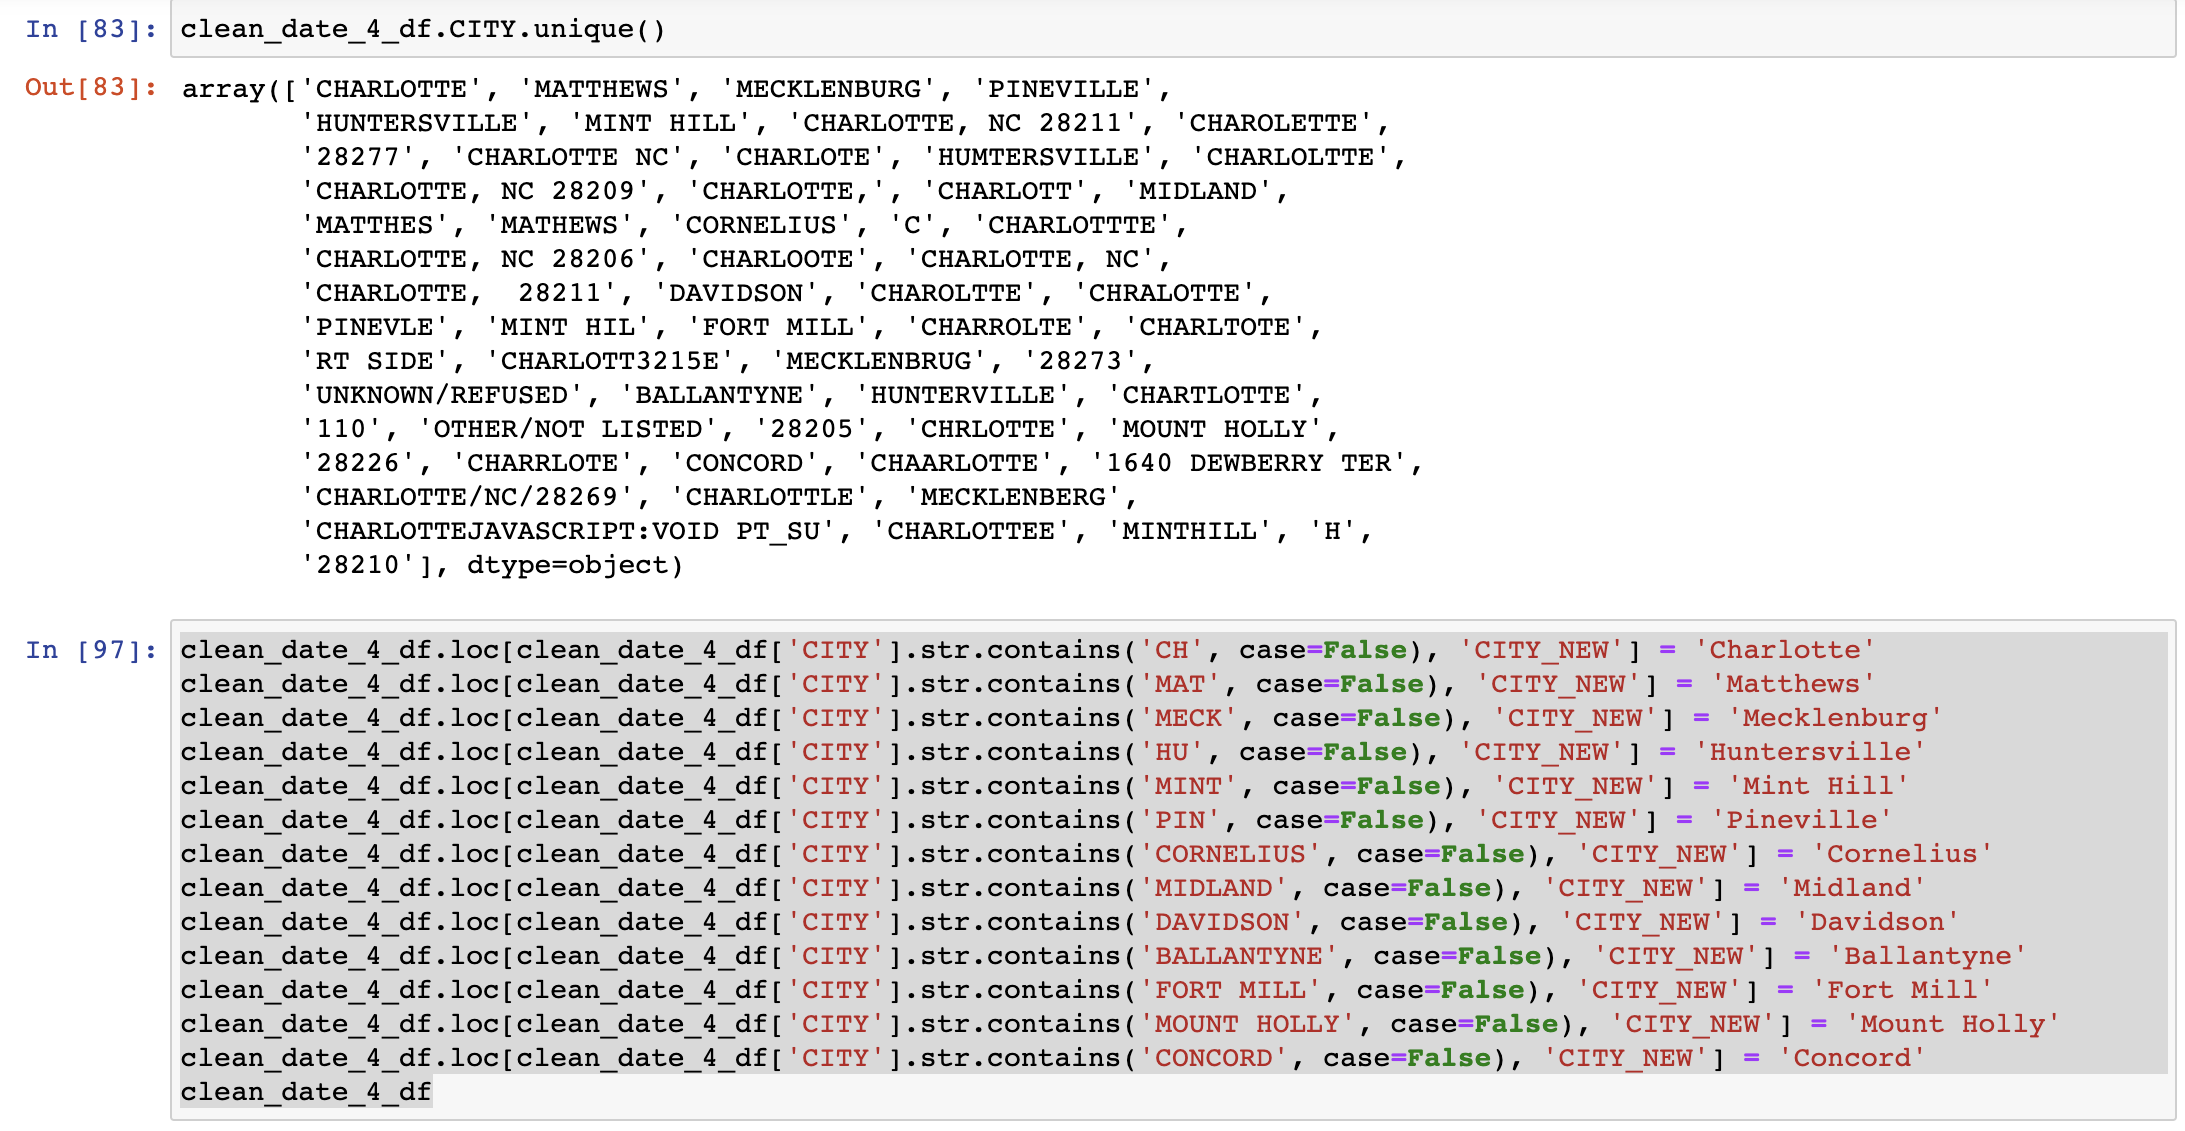 In [83]: clean_date_4_df.CITY.unique()
Out[83]: array(['CHARLOTTE', 'MATTHEWS', 'MECKLENBURG', 'PINEVILLE',
'HUNTERSVILLE', 'MINT HILL', 'CHARLOTTE, NC 28211', 'CHAROLETTE',
'28277', 'CHARLOTTE NC', 'CHARLOTE', 'HUMTERSVILLE', 'CHARLOLTTE',
'CHARLOTTE, NC 28209', 'CHARLOTTE,', 'CHARLOTT', 'MIDLAND',
'MATTHES', 'MATHEWS', 'CORNELIUS', 'C', 'CHARLOTTTE',
'CHARLOTTE, NC 28206', 'CHARLOOTE', 'CHARLOTTE, NC',
'CHARLOTTE,  28211', 'DAVIDSON', 'CHAROLTTE', 'CHRALOTTE',
'PINEVLE', 'MINT HIL', 'FORT MILL', 'CHARROLTE', 'CHARLTOTE',
'RT SIDE', 'CHARLOTT3215E', 'MECKLENBRUG', '28273',
'UNKNOWN/REFUSED', 'BALLANTYNE', 'HUNTERVILLE', 'CHARTLOTTE',
'110', 'OTHER/NOT LISTED', '28205', 'CHRLOTTE', 'MOUNT HOLLY',
'28226', 'CHARRLOTE', 'CONCORD', 'CHAARLOTTE', '1640 DEWBERRY TER',
'CHARLOTTE/NC/28269', 'CHARLOTTLE', 'MECKLENBERG',
'CHARLOTTEJAVASCRIPT:VOID PT_SU', 'CHARLOTTEE', 'MINTHILL', 'H',
'28210'], dtype=object)
In [97]: clean_date_4_df.loc[clean_date_4_df['CITY'].str.contains('CH', case=False), 'CITY_NEW'] = 'Charlotte'
clean_date_4_df.loc[clean_date_4_df['CITY'].str.contains('MAT', case=False), 'CITY_NEW'] = 'Matthews'
clean_date_4_df.loc[clean_date_4_df['CITY'].str.contains('MECK', case=False), 'CITY_NEW'] = 'Mecklenburg'
clean_date_4_df.loc[clean_date_4_df['CITY'].str.contains('HU', case=False), 'CITY_NEW'] = 'Huntersville'
clean_date_4_df.loc[clean_date_4_df['CITY'].str.contains('MINT', case=False), 'CITY_NEW'] = 'Mint Hill'
clean_date_4_df.loc[clean_date_4_df['CITY'].str.contains('PIN', case=False), 'CITY_NEW'] = 'Pineville'
clean_date_4_df.loc[clean_date_4_df['CITY'].str.contains('CORNELIUS', case=False), 'CITY_NEW'] = 'Cornelius'
clean_date_4_df.loc[clean_date_4_df['CITY'].str.contains('MIDLAND', case=False), 'CITY_NEW'] = 'Midland'
clean_date_4_df.loc[clean_date_4_df['CITY'].str.contains('DAVIDSON', case=False), 'CITY_NEW'] = 'Davidson'
clean_date_4_df.loc[clean_date_4_df['CITY'].str.contains('BALLANTYNE', case=False), 'CITY_NEW'] = 'Ballantyne'
clean_date_4_df.loc[clean_date_4_df['CITY'].str.contains('FORT MILL', case=False), 'CITY_NEW'] = 'Fort Mill'
clean_date_4_df.loc[clean_date_4_df['CITY'].str.contains('MOUNT HOLLY', case=False), 'CITY_NEW'] = 'Mount Holly'
clean_date_4_df.loc[clean_date_4_df['CITY'].str.contains('CONCORD', case=False), 'CITY_NEW'] = 'Concord'
clean_date_4_df